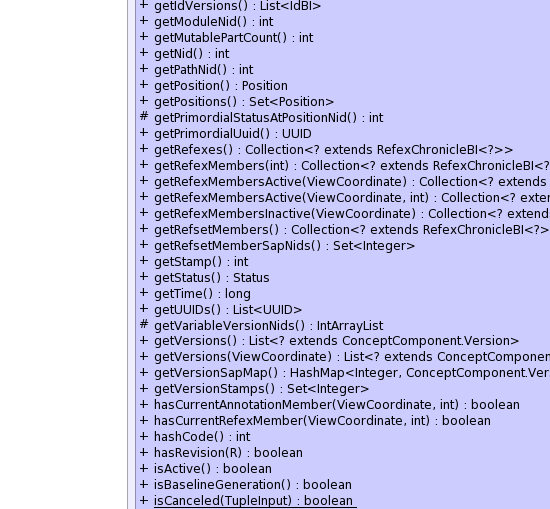 + getIdVersions() : List<IdBI>
+ getModuleNid() : int
+ getMutablePartCount() : int
+ getNid() : int
+ getPathNid() : int
+ getPosition() : Position
+ getPositions() : Set<Position>
# getPrimordialStatusAtPositionNid() : int
+ getPrimordialUuid() : UUID
+ getRefexes() : Collection<? extends RefexChronicleBI<?>>
+ getRefexMembers(int) : Collection<? extends RefexChronicleBI<?
+ getRefexMembersActive(ViewCoordinate) : Collection<? extends
+ getRefexMembersActive(ViewCoordinate, int) : Collection<? exter
+ getRefexMembersInactive(ViewCoordinate) : Collection<? extend
+ getRefsetMembers() : Collection<? extends RefexChronicleBI<?>
+ getRefsetMemberSapNids() : Set<Integer>
+ getStamp() : int
+ getStatus() : Status
+ getTime() : long
+ getUUIDs() : List<UUID>
# getVariableVersionNids() : IntArrayList
+ getVersions() : List<? extends ConceptComponent.Version>
+ getVersions(ViewCoordinate) : List<? extends ConceptComponen
+ getVersionSapMap() : HashMap<Integer, ConceptComponent.Ver
+ getVersionStamps() : Set<Integer>
+ hasCurrentAnnotationMember(ViewCoordinate, int) : boolean
+ hasCurrentRefexMember(ViewCoordinate, int) : boolean
+ hashCode() : int
+ hasRevision(R) : boolean
+ isActive() : boolean
+ isBaselineGeneration() : boolean
+ isCanceled(TupleInput) : boolean